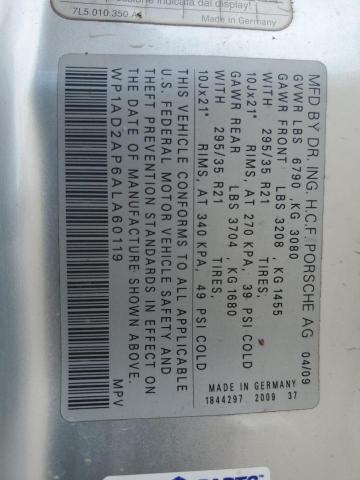 pressione indicata dal display!
7L5.010.350 A
Made in Germany
MFD BY DR. ING. H.C.F. PORSCHE AG 04/09
GVWR LBS 6790 , KG 3080
GAWR FRONT LBS 3208 , KG 1455
WITH 295/35 R21 TIRES,
10Jx21" RIMS, AT 270 KPA, 39 PSI COLD
GAWR REAR LBS 3704 , KG 1680
WITH 295/35 R21 TIRES,
10Jx21" RIMS, AT 340 KPA, 49 PSI COLD
THIS VEHICLE CONFORMS TO ALL APPLICABLE
U.S. FEDERAL MOTOR VEHICLE SAFETY AND
THEFT PREVENTION STANDARDS IN EFFECT ON
THE DATE OF MANUFACTURE SHOWN ABOVE.
WP1AD2AP6ALA60119 MPV
MADE IN GERMANY
1844297 2009 37